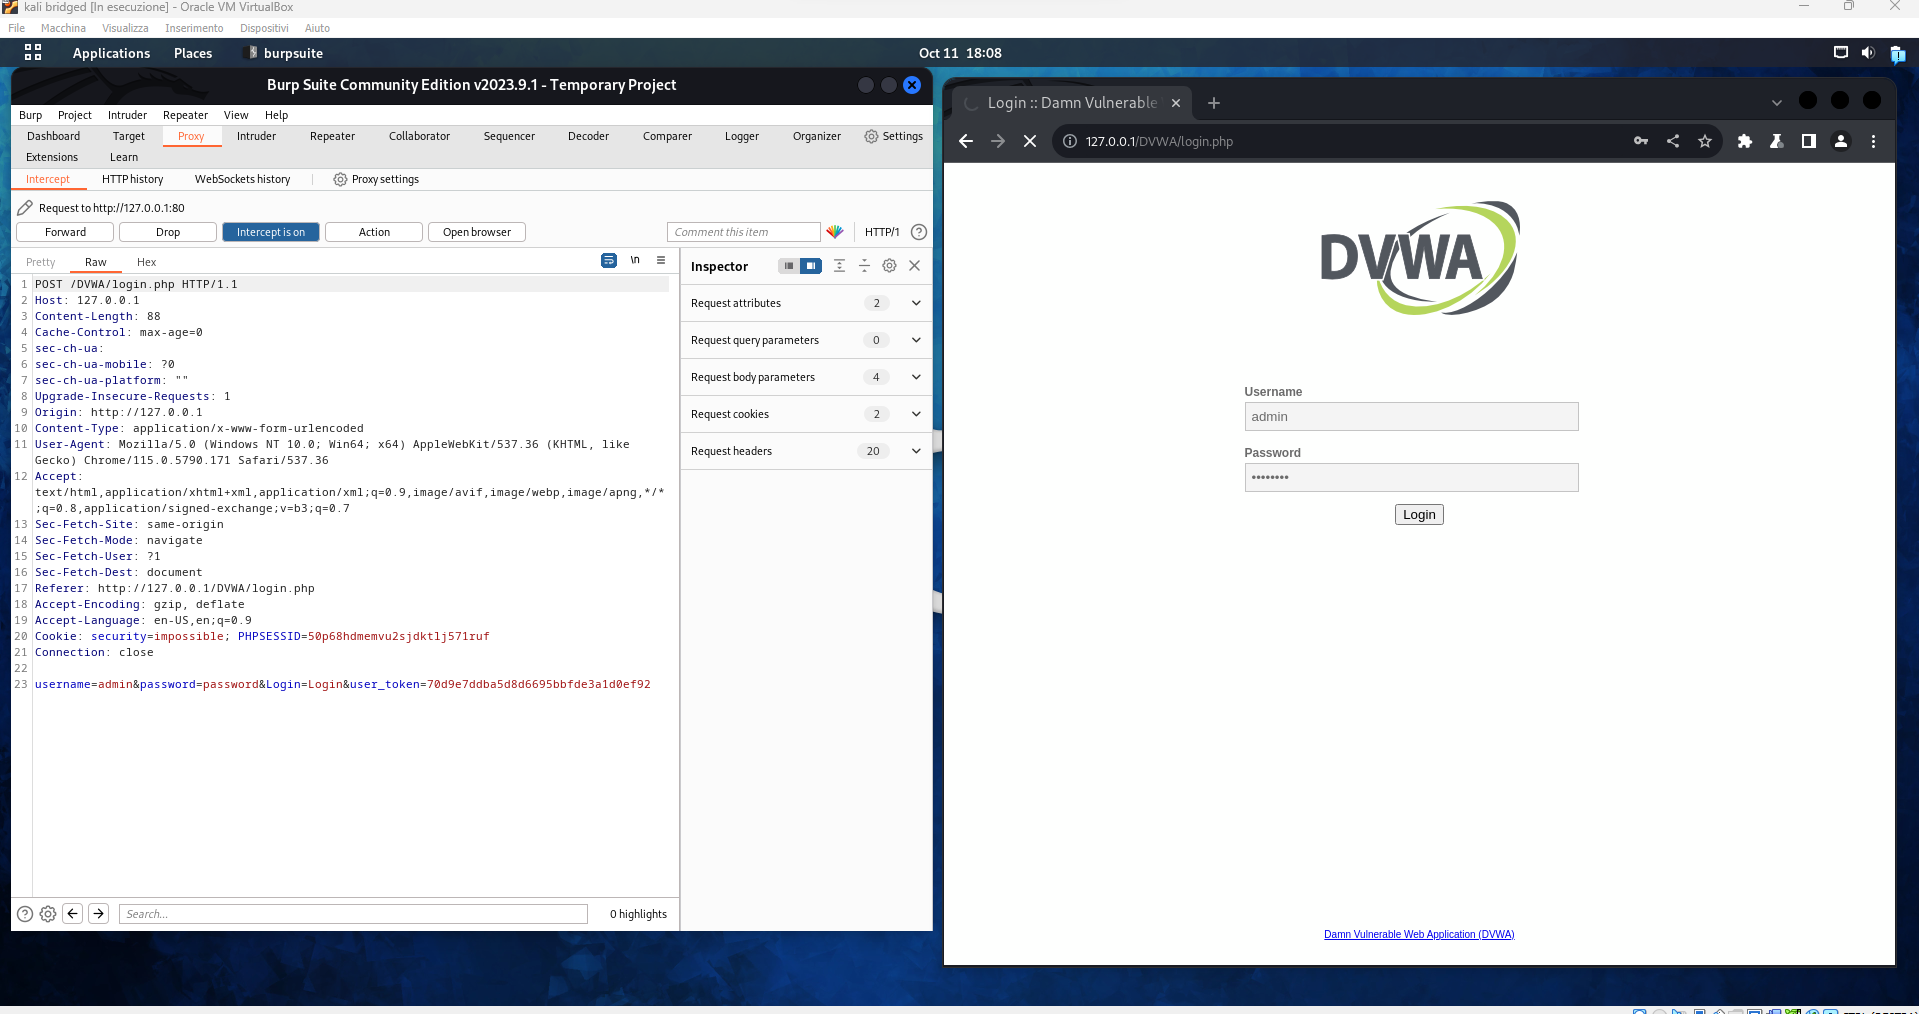 kali bridged [In esecuzione] - Oracle VM VirtualBox
File Macchina Visualizza Inserimento Dispositivi Aiuto
Applications Places burpsuite Oct 11 18:08
Burp Suite Community Edition v2023.9.1 - Temporary Project
Burp Project Intruder Repeater View Help
Dashboard Target Proxy Intruder Repeater Collaborator Sequencer Decoder Comparer Logger Organizer Settings
Extensions Learn
Intercept HTTP history WebSockets history Proxy settings
Request to http://127.0.0.1:80
Forward Drop Intercept is on Action Open browser Comment this item HTTP/1 ?
Pretty Raw Hex \n
1 POST /DVWA/login.php HTTP/1.1
2 Host: 127.0.0.1
3 Content-Length: 88
4 Cache-Control: max-age=0
5 sec-ch-ua:
6 sec-ch-ua-mobile: ?0
7 sec-ch-ua-platform: ""
8 Upgrade-Insecure-Requests: 1
9 Origin: http://127.0.0.1
10 Content-Type: application/x-www-form-urlencoded
11 User-Agent: Mozilla/5.0 (Windows NT 10.0; Win64; x64) AppleWebKit/537.36 (KHTML, like
Gecko) Chrome/115.0.5790.171 Safari/537.36
12 Accept:
text/html,application/xhtml+xml,application/xml;q=0.9,image/avif,image/webp,image/apng,*/*
;q=0.8,application/signed-exchange;v=b3;q=0.7
13 Sec-Fetch-Site: same-origin
14 Sec-Fetch-Mode: navigate
15 Sec-Fetch-User: ?1
16 Sec-Fetch-Dest: document
17 Referer: http://127.0.0.1/DVWA/login.php
18 Accept-Encoding: gzip, deflate
19 Accept-Language: en-US,en;q=0.9
20 Cookie: security=impossible; PHPSESSID=50p68hdmemvu2sjdktlj571ruf
21 Connection: close
22
23 username=admin&password=password&Login=Login&user_token=70d9e7ddba5d8d6695bbfde3a1d0ef92
? Search... 0 highlights
Inspector
Request attributes 2
Request query parameters 0
Request body parameters 4
Request cookies 2
Request headers 20
Login :: Damn Vulnerable
127.0.0.1/DVWA/login.php
DVWA
Username
admin
Password
••••••••
Login
Damn Vulnerable Web Application (DVWA)